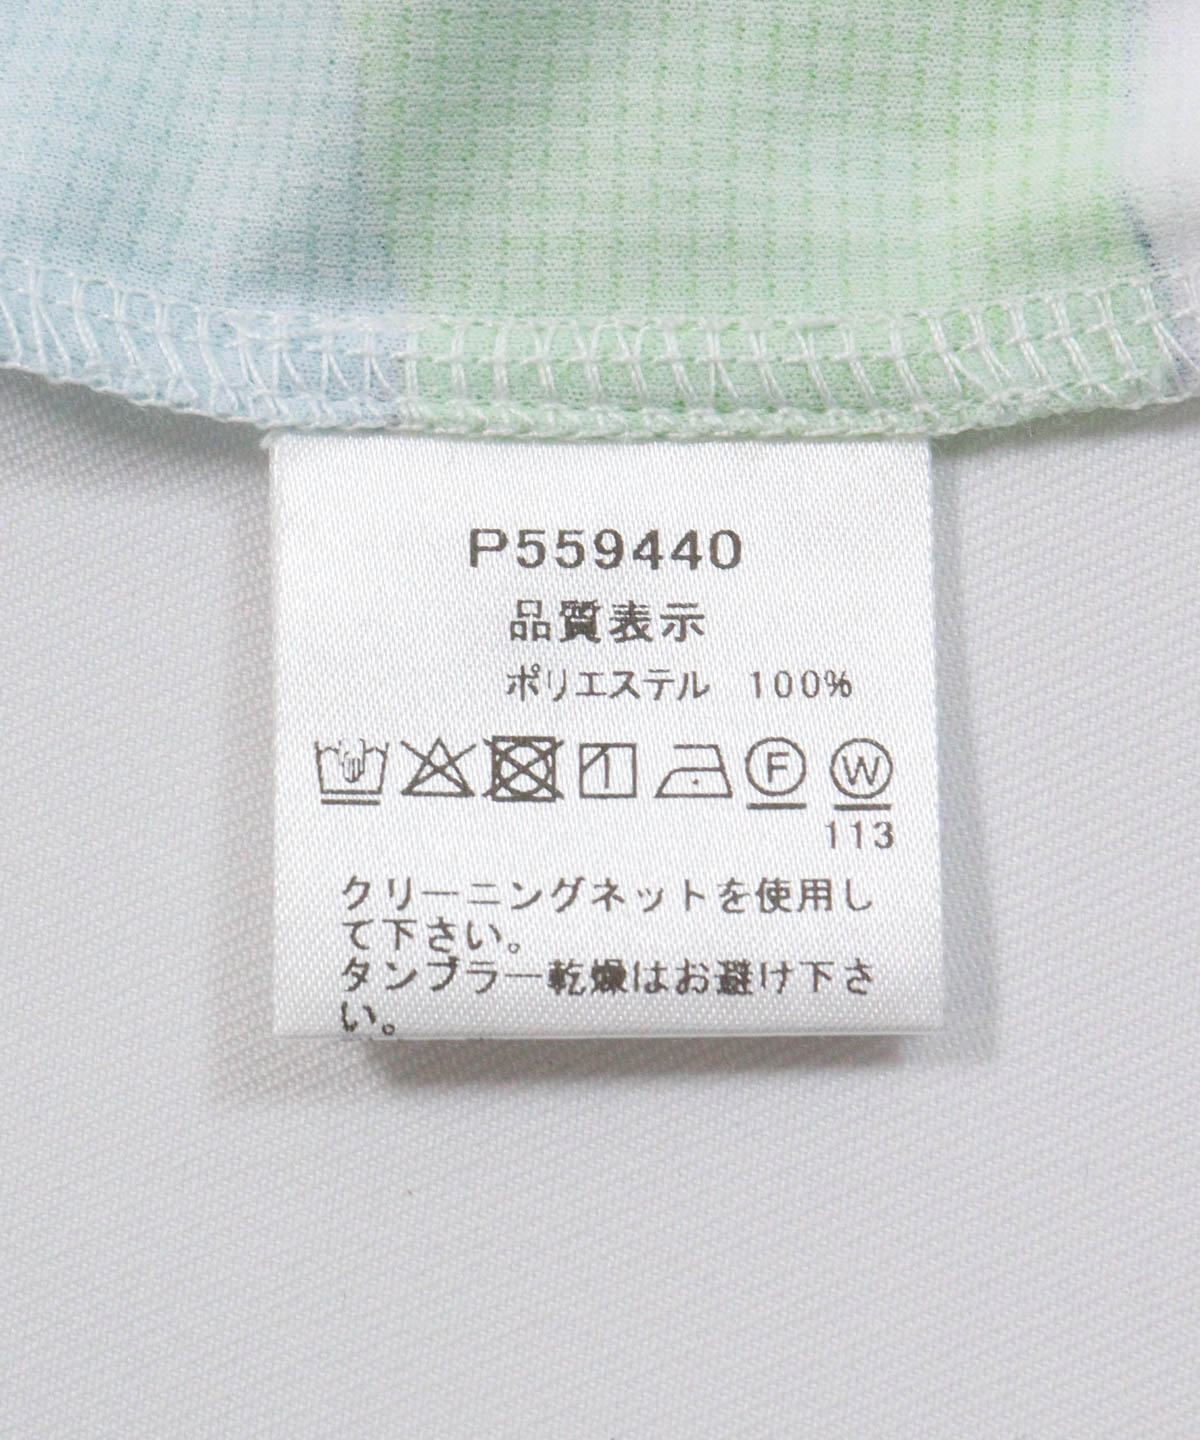 P559440
品質表示
ポリエステル 100%
F W
113
クリーニングネットを使用し
て下さい。
タンブラー乾燥はお避け下さ
い。